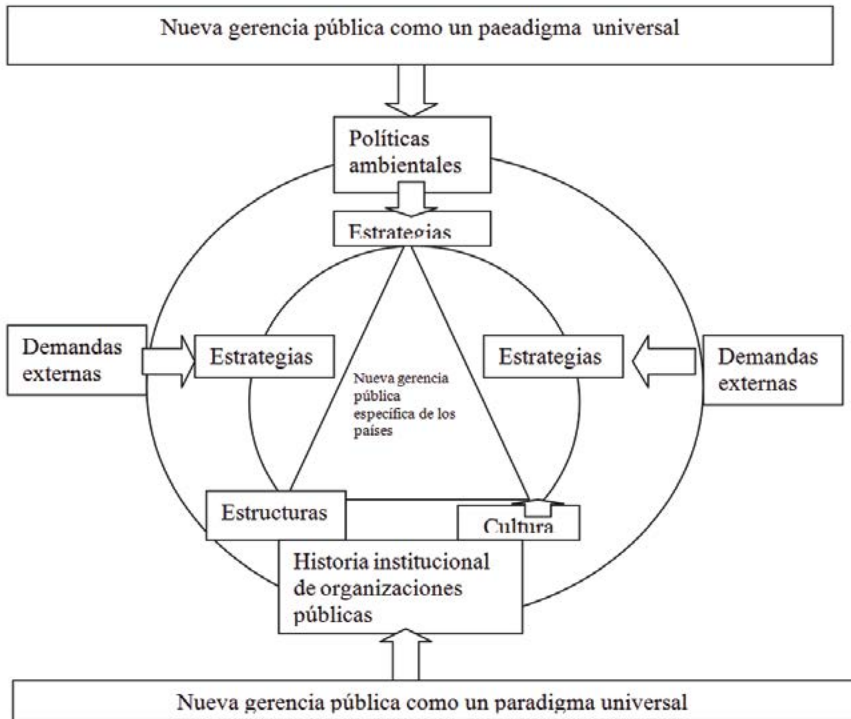 Nueva gerencia pública como un paeadigma universal
Políticas
ambientales
Estrategias
Demandas
externas
Estrategias
Estrategias
Demandas
externas
Nueva gerencia
pública
específica de los
países
Estructuras
Cultura
Historia institucional
de organizaciones
públicas
Nueva gerencia pública como un paradigma universal